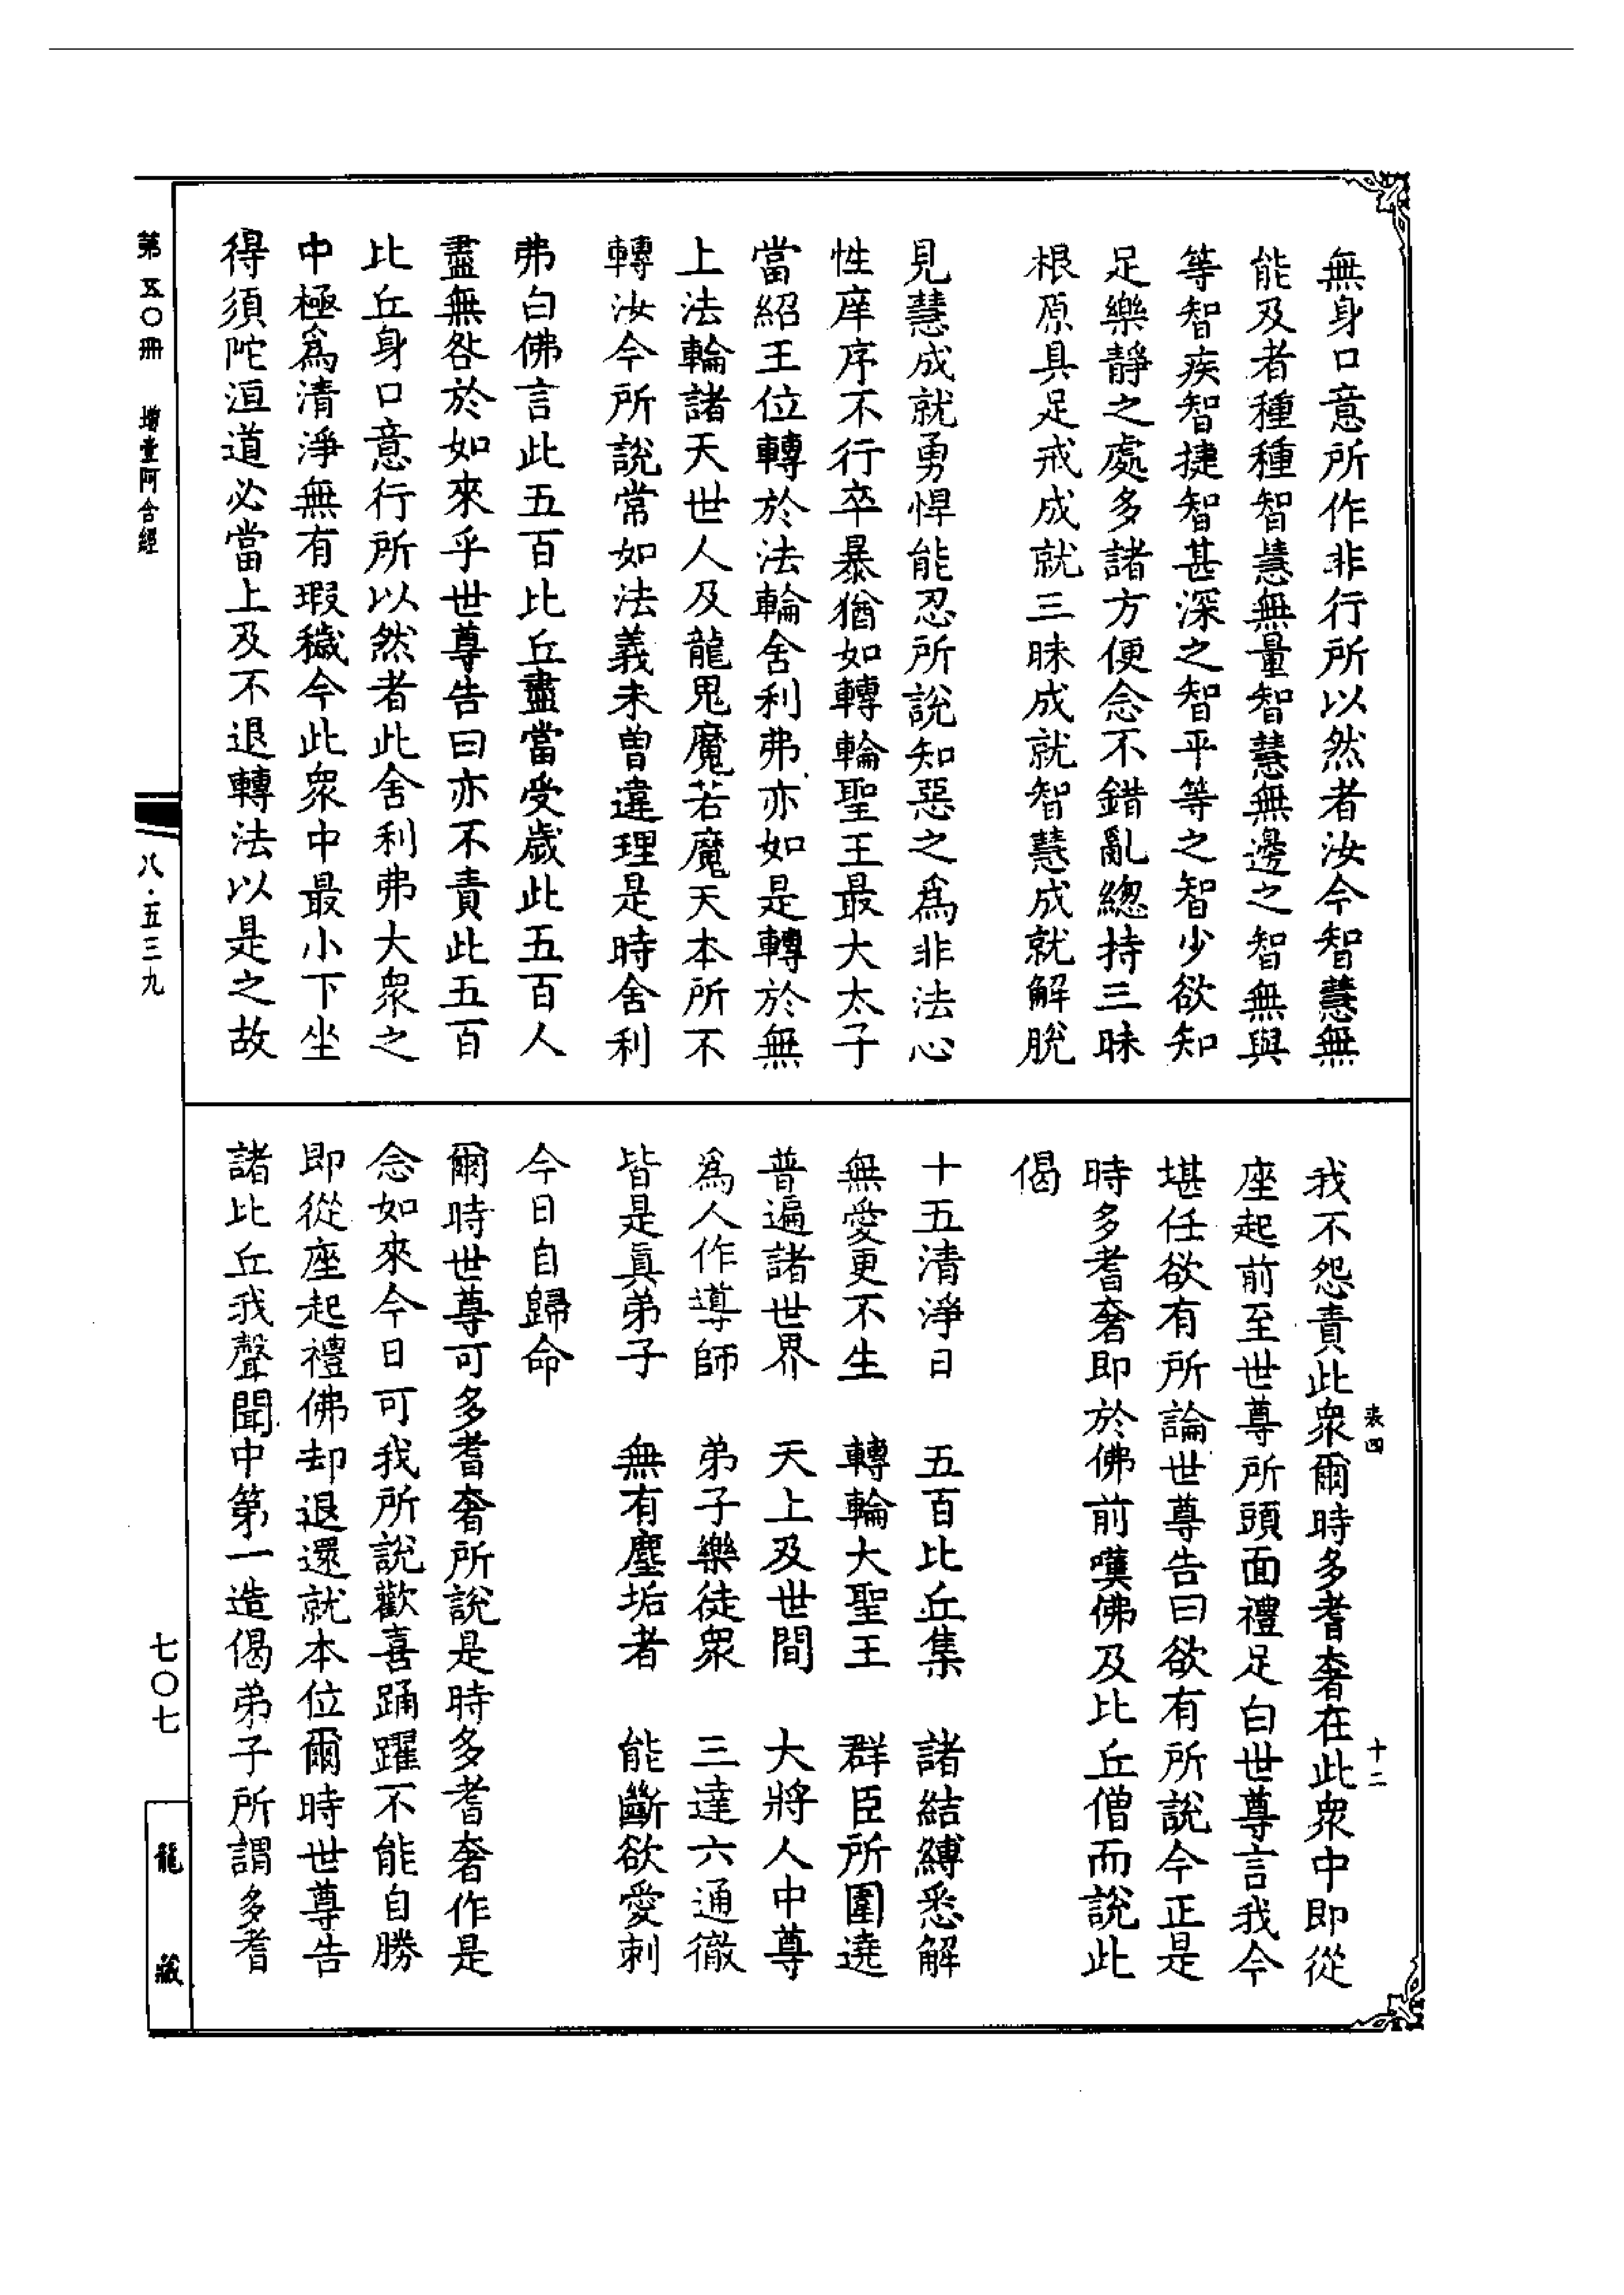 無身口意所作非行所以然者汝今智慧無
能及者種種智慧無量智慧無邊之智無與
等智疾智捷智甚深之智平等之智少欲知
足樂靜之處多諸方便念不錯亂總持三昧
根原具足戒成就三昧成就智慧成就解脫
見慧成就勇悍能忍所說知惡之為非法心
性庠序不行卒暴猶如轉輪聖王最大太子
當紹王位轉於法輪舍利弗亦如是轉於無
上法輪諸天世人及龍鬼魔若魔天本所不
轉汝今所說常如法義未曾違理是時舍利
弗白佛言此五百比丘盡當受歲此五百人
盡無咎於如來乎世尊告曰亦不責此五百
比丘身口意行所以然者此舍利弗大衆之
中極為清淨無有瑕穢今此衆中最小下坐
得須陀洹道必當上及不退轉法以是之故
我不怨責此衆爾時多耆奢在此衆中即從
座起前至世尊所頭面禮足白世尊言我今
堪任欲有所論世尊告曰欲有所說今正是
時多耆奢即於佛前嘆佛及比丘僧而說此
偈
十五清淨日 五百比丘集 諸結縛悉解
無愛更不生 轉輪大聖王 群臣所圍遶
普遍諸世界 天上及世間 大將人中尊
為人作導師 弟子樂徒衆 三達六通徹
皆是真弟子 無有塵垢者 能斷欲愛刺
今日自歸命
爾時世尊可多耆奢所說是時多耆奢作是
念如來今日可我所說歡喜踊躍不能自勝
即從座起禮佛却退還就本位爾時世尊告
諸比丘我聲聞中第一造偈弟子所謂多耆
表四
十二
第五〇冊 增壹阿含經
八·五三九
七〇七
龍藏